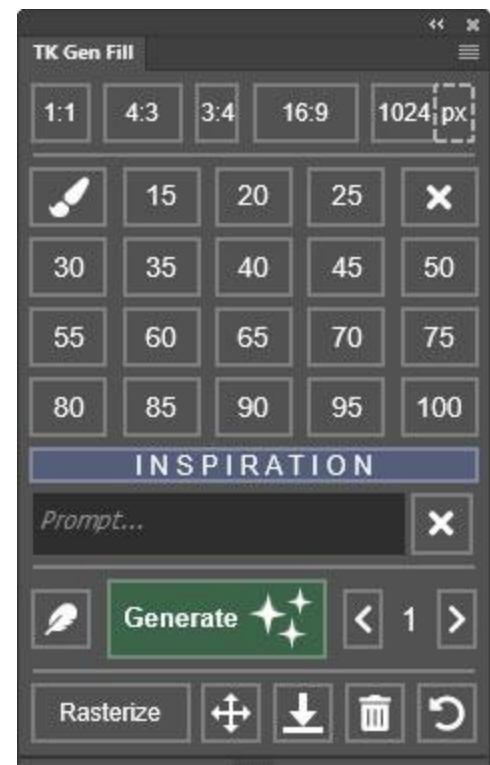 TK Gen Fill
1:1 4:3 3:4 16:9 1024 px
15 20 25
30 35 40 45 50
55 60 65 70 75
80 85 90 95 100
INSPIRATION
Prompt...
Generate 1
Rasterize